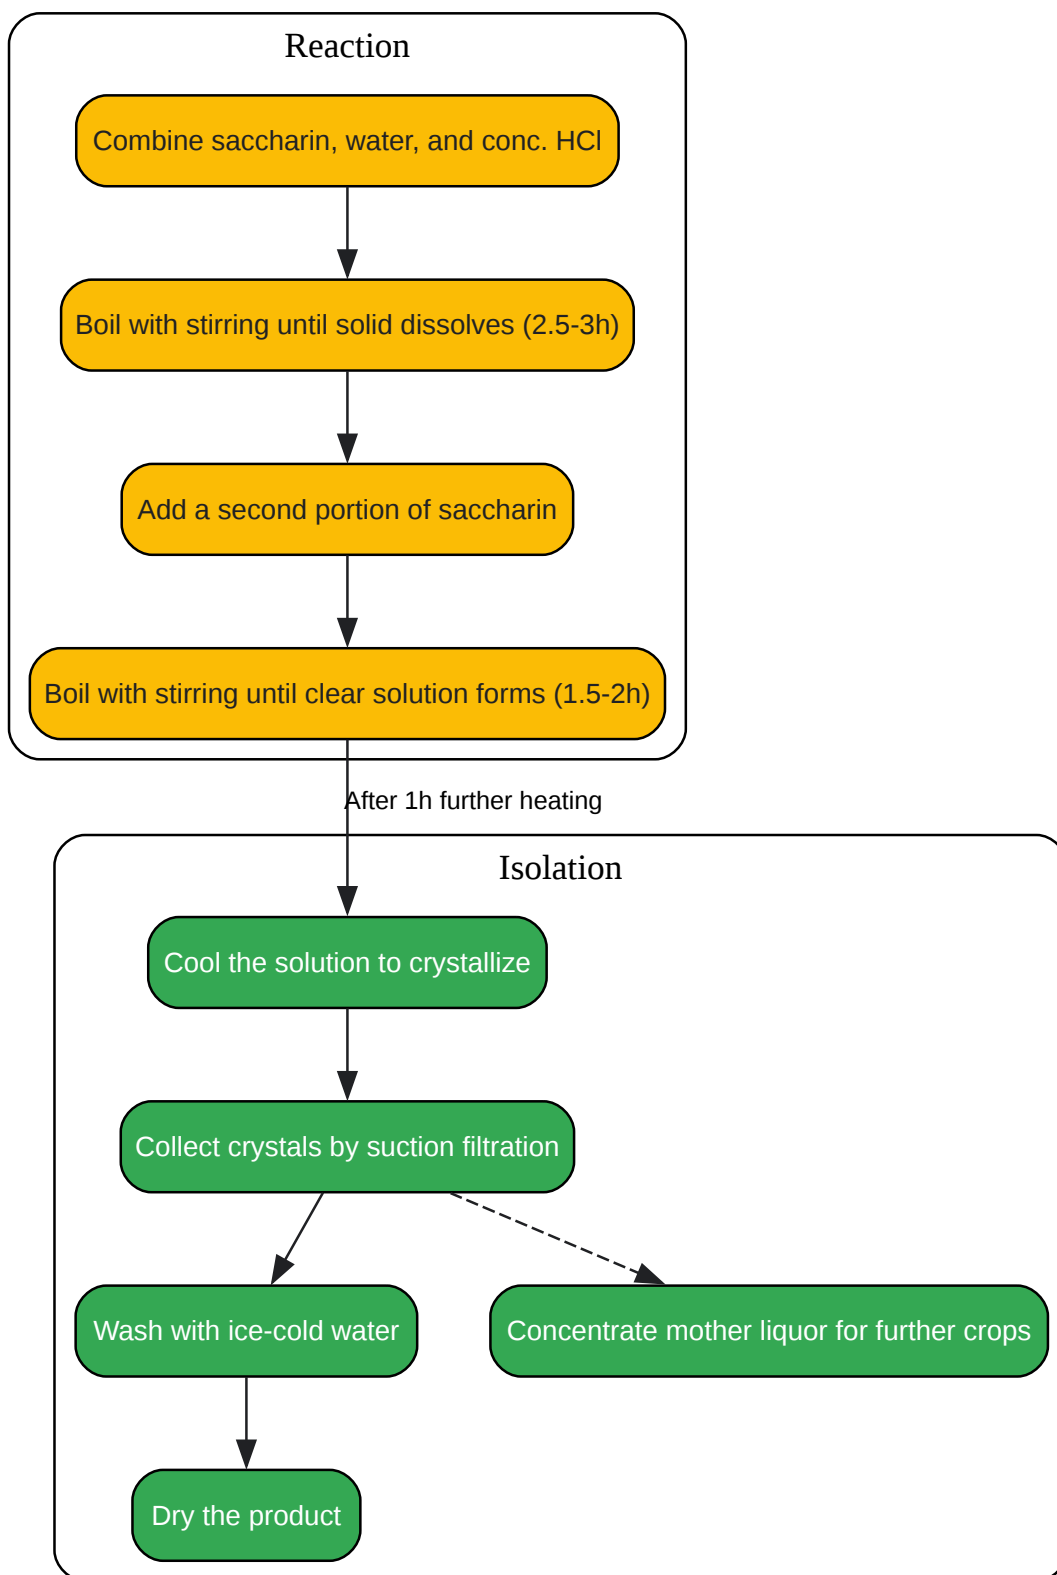 Reaction
Combine saccharin, water, and conc. HCl
Boil with stirring until solid dissolves (2.5-3h)
Add a second portion of saccharin
Boil with stirring until clear solution forms (1.5-2h)
After 1h further heating
Isolation
Cool the solution to crystallize
Collect crystals by suction filtration
Wash with ice-cold water
Concentrate mother liquor for further crops
Dry the product